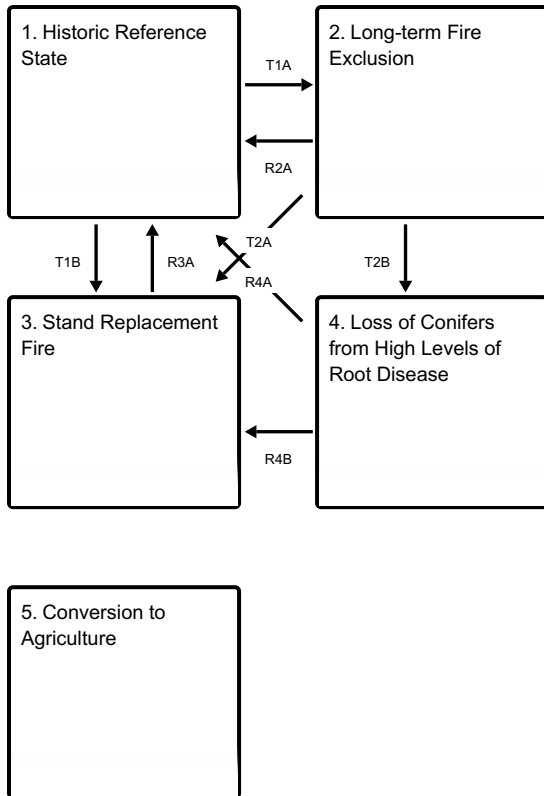 1. Historic Reference
State
2. Long-term Fire
Exclusion
T1A
R2A
T1B
R3A
T2A
R4A
T2B
3. Stand Replacement
Fire
4. Loss of Conifers
from High Levels of
Root Disease
R4B
5. Conversion to
Agriculture